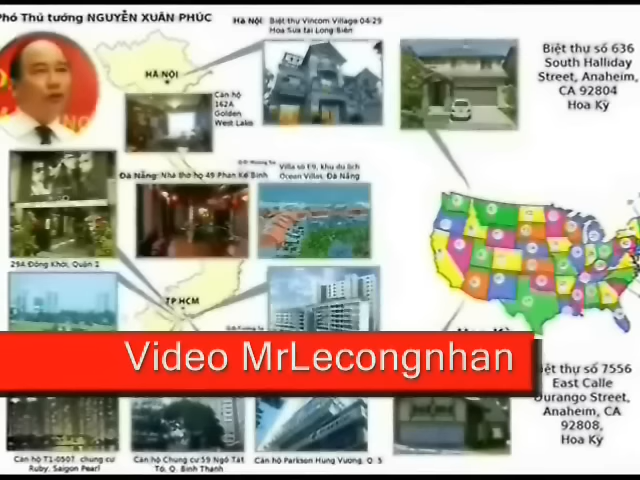 Phó Thủ tướng NGUYỄN XUÂN PHÚC
Hà Nội: Biệt thự Vincom Village 04-29
Hoa Sữa tại Long Biên
Biệt thự số 636
South Halliday
Street, Anaheim,
CA 92804
Hoa Kỳ
HÀ NỘI
Căn hộ
162A
Golden
West Lake
Đà Nẵng: Nhà thờ họ 49 Phan Kế Bính
Villa số E9, khu du lịch
Ocean Villas, Đà Nẵng
29A Đồng Khởi, Quận 1
TP.HCM
Hoa Kỳ
Video MrLecongnhan
Biệt thự số 7556
East Calle
Durango Street,
Anaheim, CA
92808,
Hoa Kỳ
Căn hộ T1-0507, chung cư
Ruby, Saigon Pearl
Căn hộ Chung cư 59 Ngô Tất
Tố, Q. Bình Thạnh
Căn hộ Parkson Hùng Vương, Q. 5